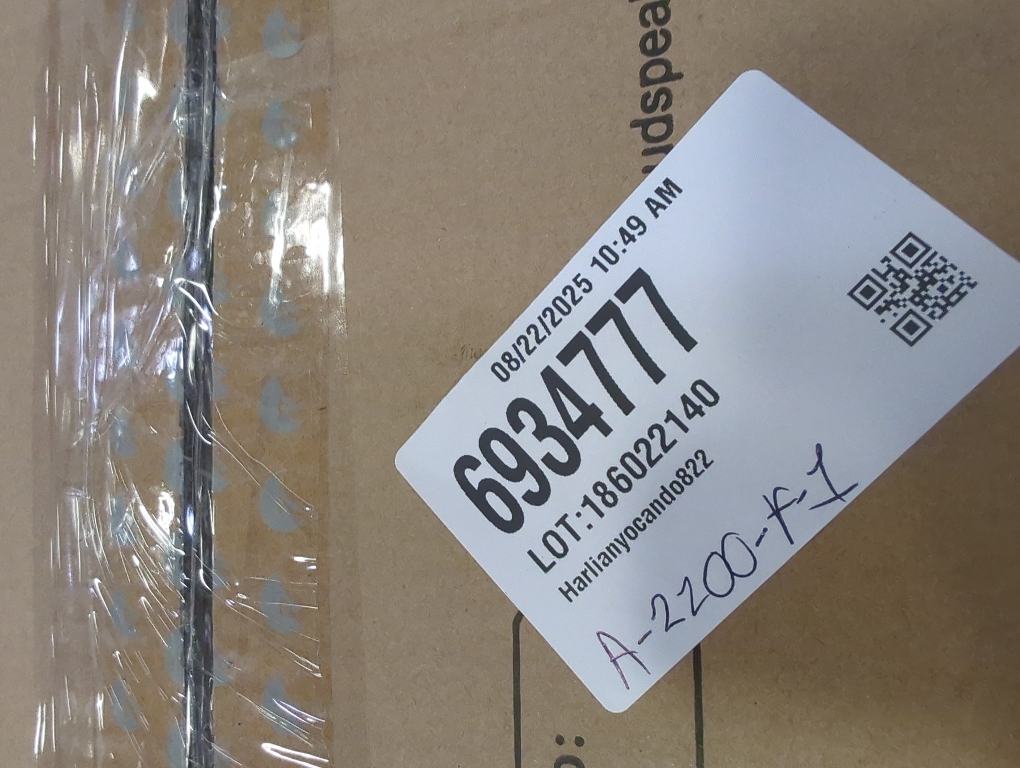 udspea
08/22/2025 10:49 AM
6934777
LOT:186022140
Harlianyocando822
A-2200-F-1